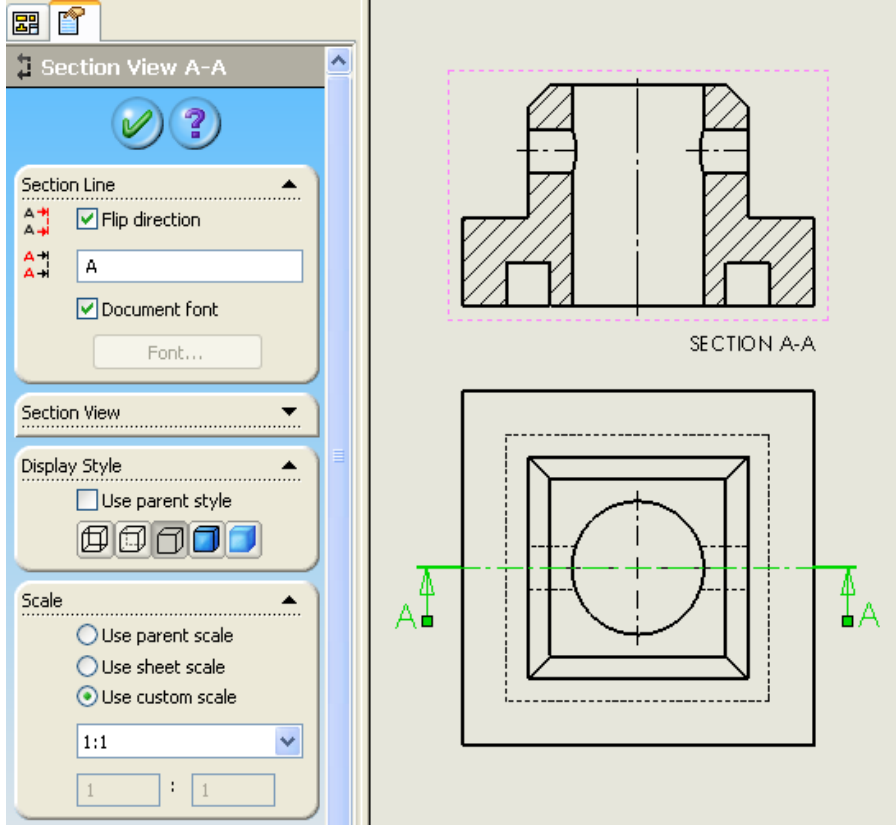 Section View A-A
?
Section Line
A
A
Flip direction
A
A
A
Document font
Font...
Section View
Display Style
Use parent style
Scale
Use parent scale
Use sheet scale
Use custom scale
1:1
1 : 1
SECTION A-A
A A